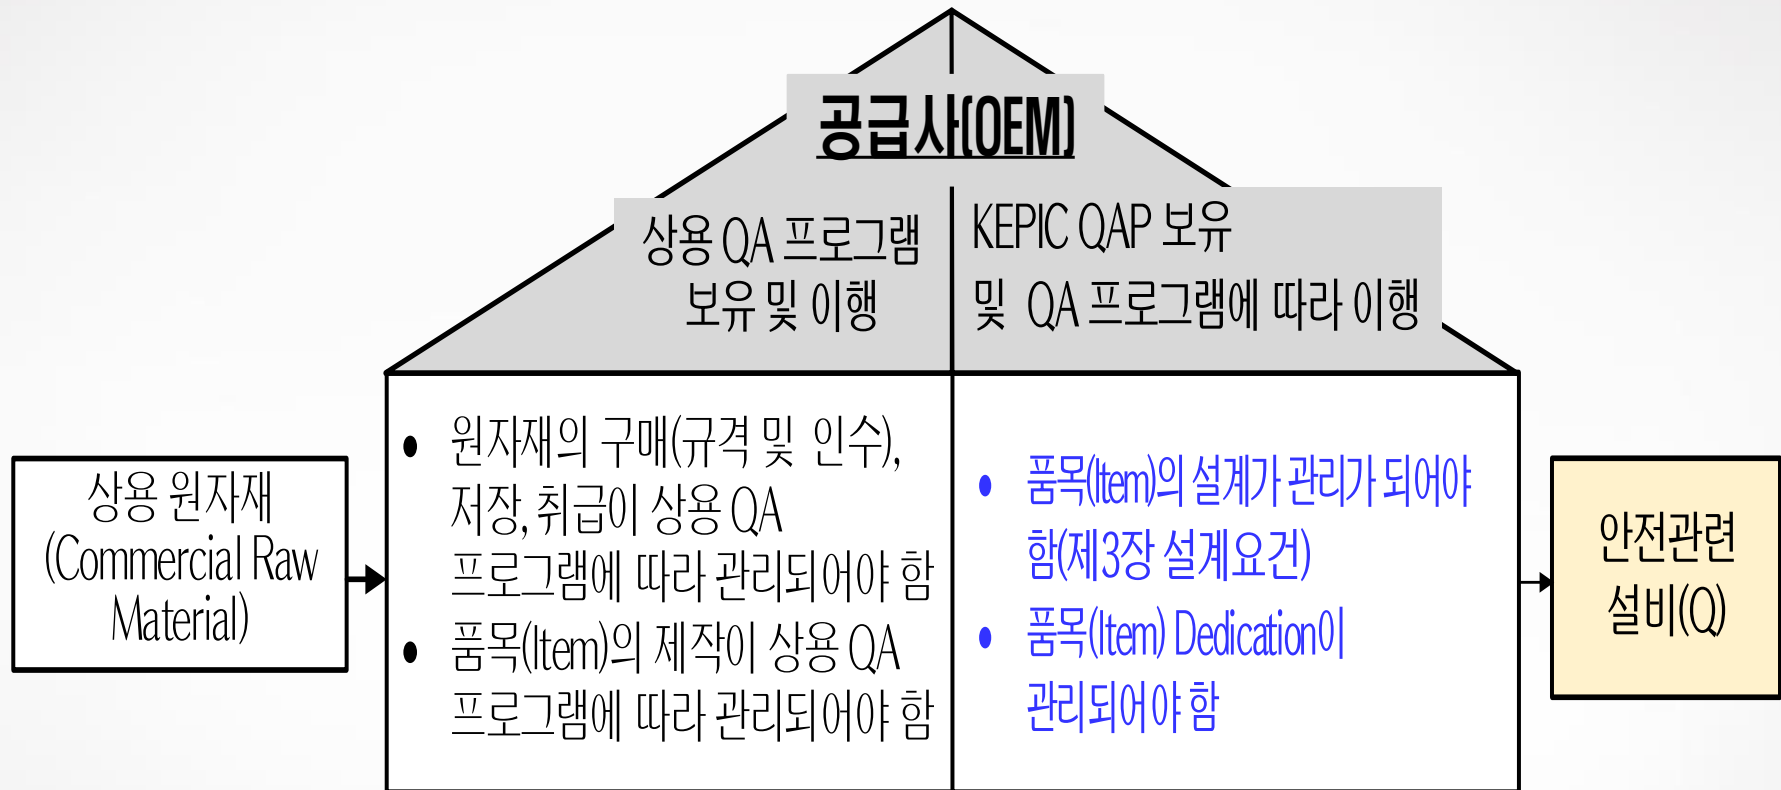 공급사(OEM)
상용 QA 프로그램
보유 및 이행
KEPIC QAP 보유
및 QA 프로그램에 따라 이행
상용 원자재
(Commercial Raw
Material)
• 원자재의 구매(규격 및 인수),
저장, 취급이 상용 QA
프로그램에 따라 관리되어야 함
• 품목(Item)의 제작이 상용 QA
프로그램에 따라 관리되어야 함
• 품목(Item)의 설계가 관리가 되어야
함(제3장 설계요건)
• 품목(Item) Dedication이
관리되어야 함
안전관련
설비(Q)